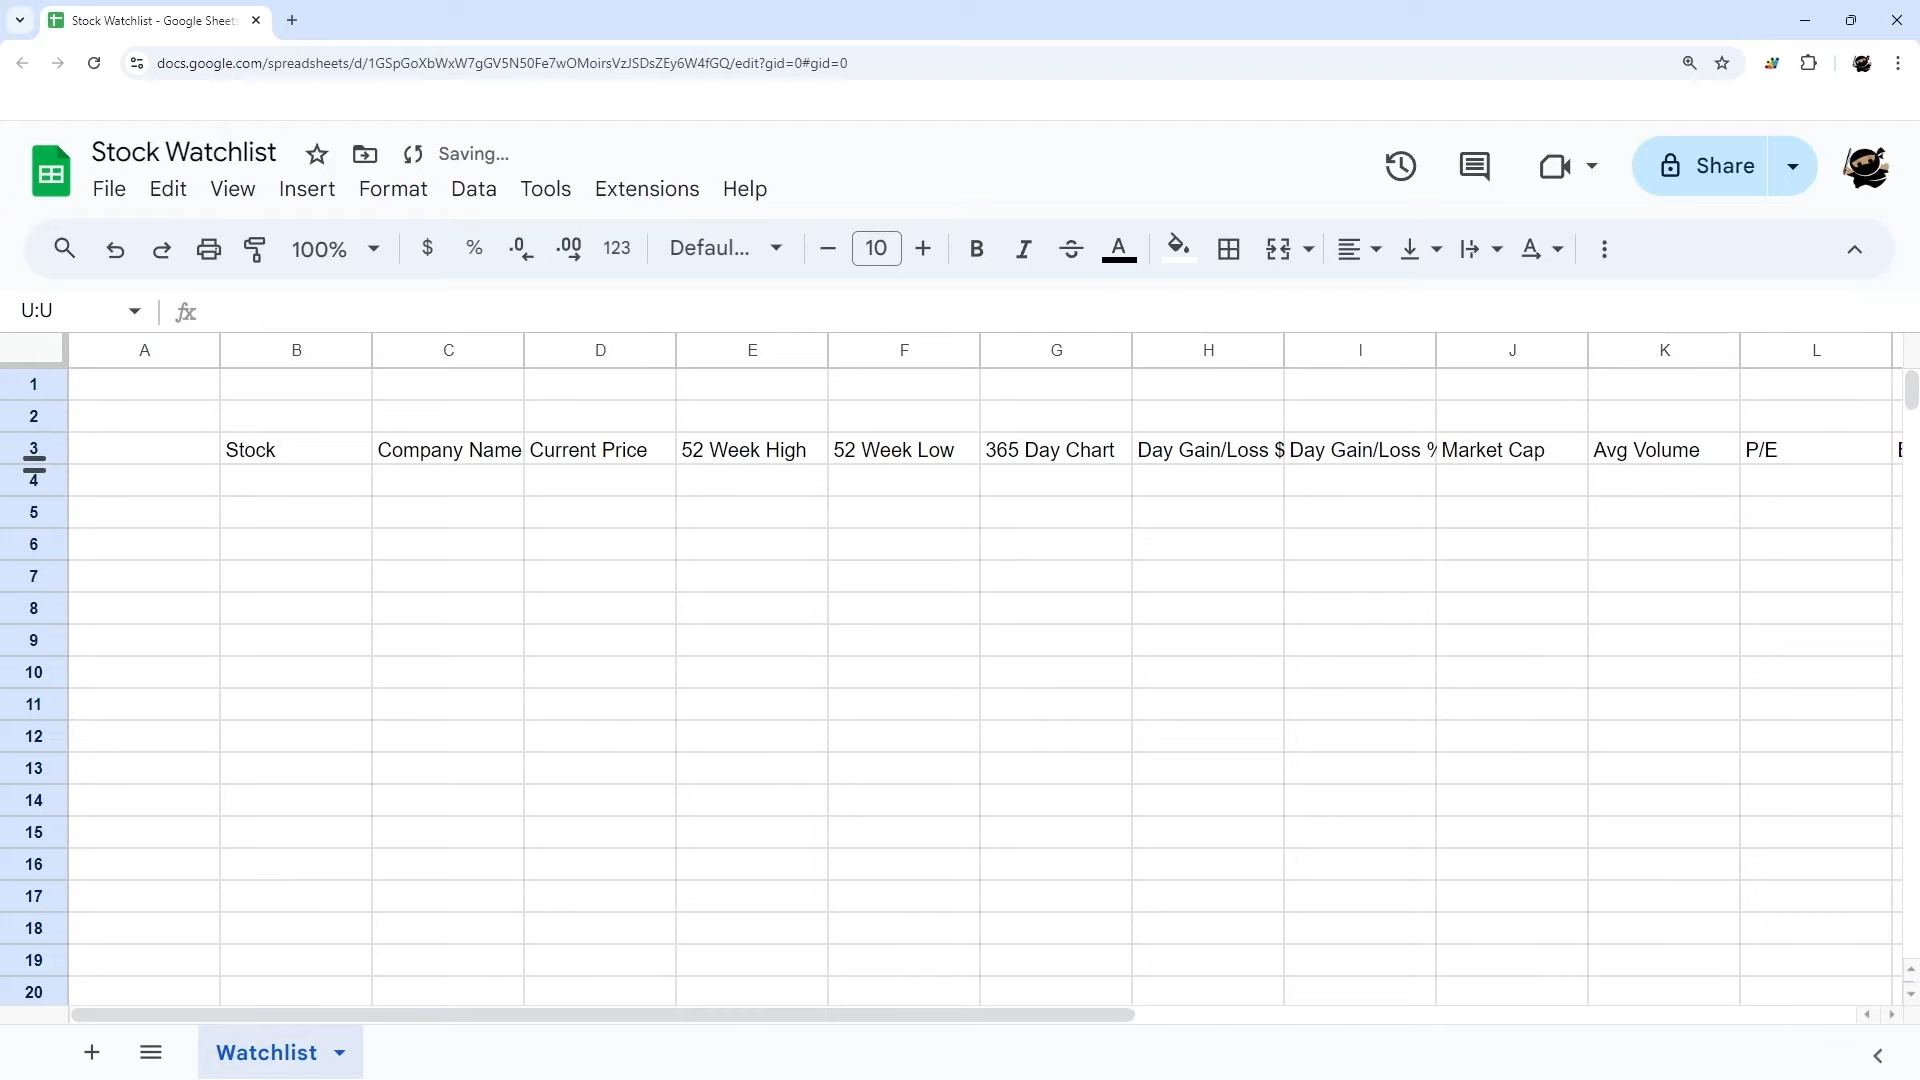 Stock Watchlist - Google Sheets
docs.google.com/spreadsheets/d/1GSpGoXbWxW7gGV5N50Fe7wOMoirsVzJSDsZEy6W4fGQ/edit?gid=0#gid=0
Stock Watchlist Saving...
File Edit View Insert Format Data Tools Extensions Help
Share
100% $ % .0 .00 123 Defaul... 10 B I S A
U:U fx
A B C D E F G H I J K L
1
2
3 Stock Company Name Current Price 52 Week High 52 Week Low 365 Day Chart Day Gain/Loss $ Day Gain/Loss % Market Cap Avg Volume P/E
4
5
6
7
8
9
10
11
12
13
14
15
16
17
18
19
20
Watchlist